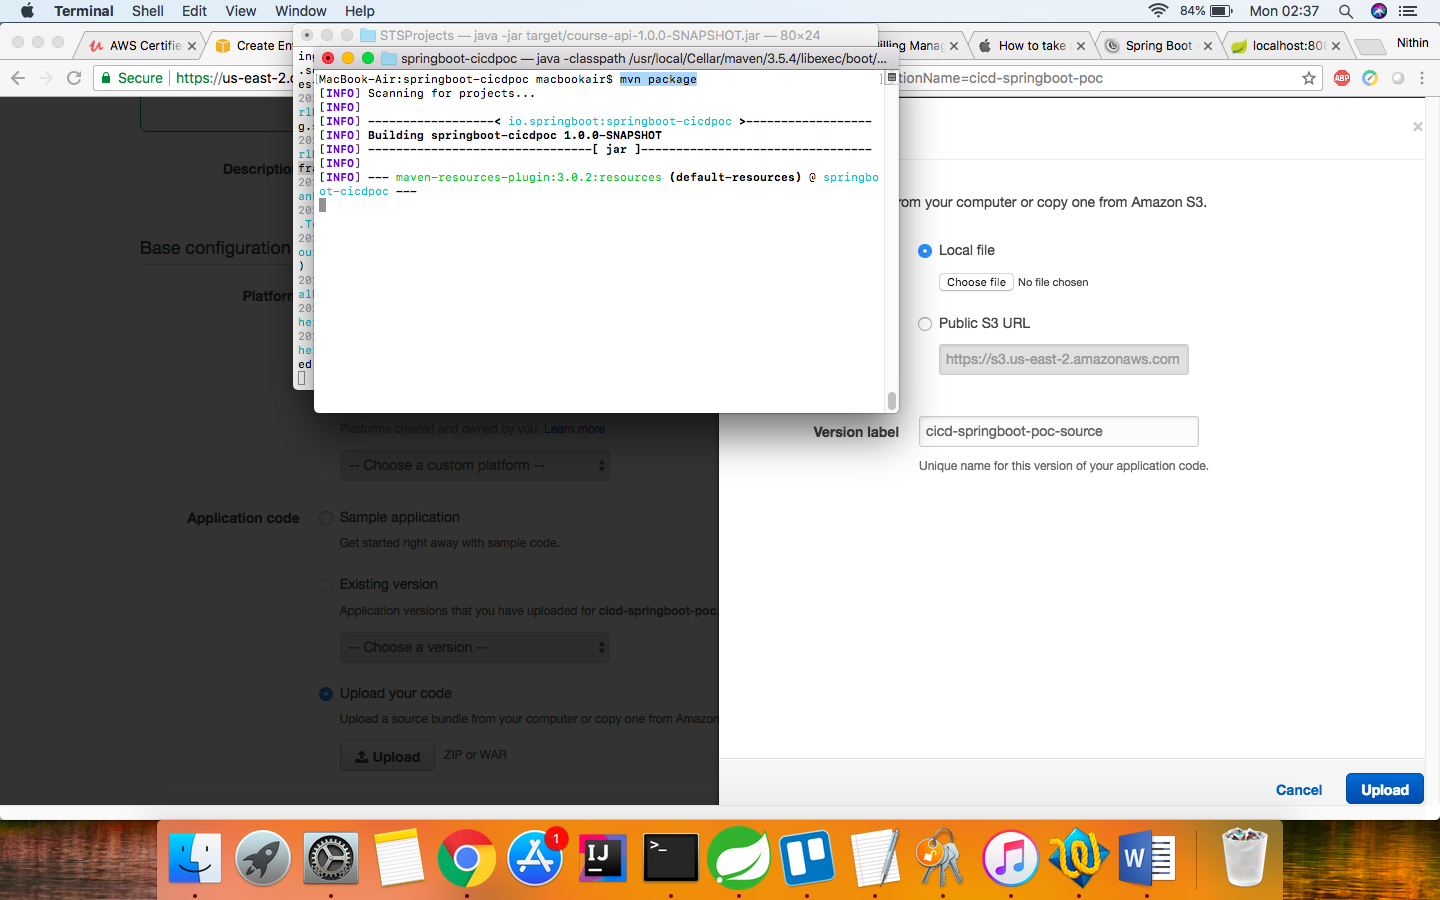 Terminal Shell Edit View Window Help 84% Mon 02:37
AWS Certifie Create En STSProjects — java -jar target/course-api-1.0.0-SNAPSHOT.jar — 80×24 How to take Spring Boot - localhost:80 Nithin
springboot-cicdpoc — java -classpath /usr/local/Cellar/maven/3.5.4/libexec/boot/...
Secure https://us-east-2. tionName=cicd-springboot-poc
[MacBook-Air:springboot-cicdpoc macbookair$ mvn package ]
[INFO] Scanning for projects...
[INFO]
[INFO] ------------------< io.springboot:springboot-cicdpoc >------------------
[INFO] Building springboot-cicdpoc 1.0.0-SNAPSHOT
[INFO] --------------------------------[ jar ]---------------------------------
[INFO]
[INFO] --- maven-resources-plugin:3.0.2:resources (default-resources) @ springbo
ot-cicdpoc ---
Base configuration
from your computer or copy one from Amazon S3.
Local file
Choose file No file chosen
Public S3 URL
https://s3.us-east-2.amazonaws.com
Version label cicd-springboot-poc-source
Unique name for this version of your application code.
Platforms created and owned by you. Learn more
-- Choose a custom platform --
Application code Sample application
Get started right away with sample code.
Existing version
Application versions that you have uploaded for cicd-springboot-poc.
-- Choose a version --
Upload your code
Upload a source bundle from your computer or copy one from Amazon
Upload ZIP or WAR
Cancel Upload
1
IJ
W